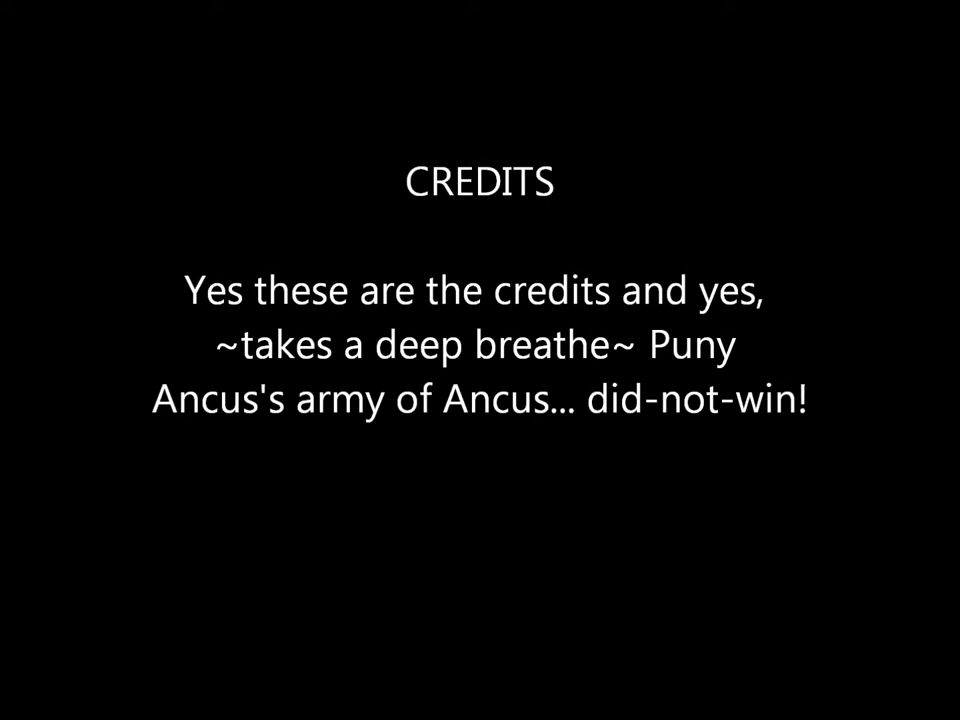 CREDITS
Yes these are the credits and yes,
~takes a deep breathe~ Puny
Ancus's army of Ancus... did-not-win!